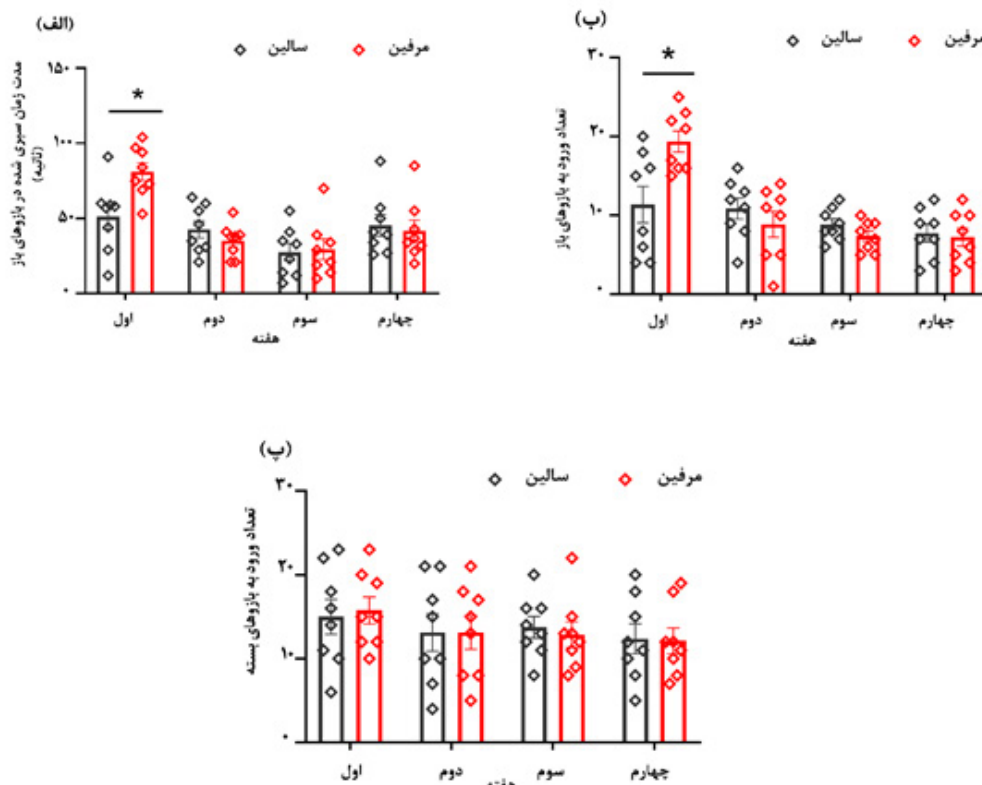 (الف)
سالین
مرفین
مدت زمان سپری شده در بازوهای باز
(ثانیه)
۱۵۰
۱۰۰
۵۰
۰
*
اول
دوم
سوم
چهارم
هفته
(ب)
سالین
مرفین
تعداد ورود به بازوهای باز
۳۰
۲۰
۱۰
۰
*
اول
دوم
سوم
چهارم
هفته
(پ)
سالین
مرفین
تعداد ورود به بازوهای بسته
۳۰
۲۰
۱۰
۰
اول
دوم
سوم
چهارم
هفته